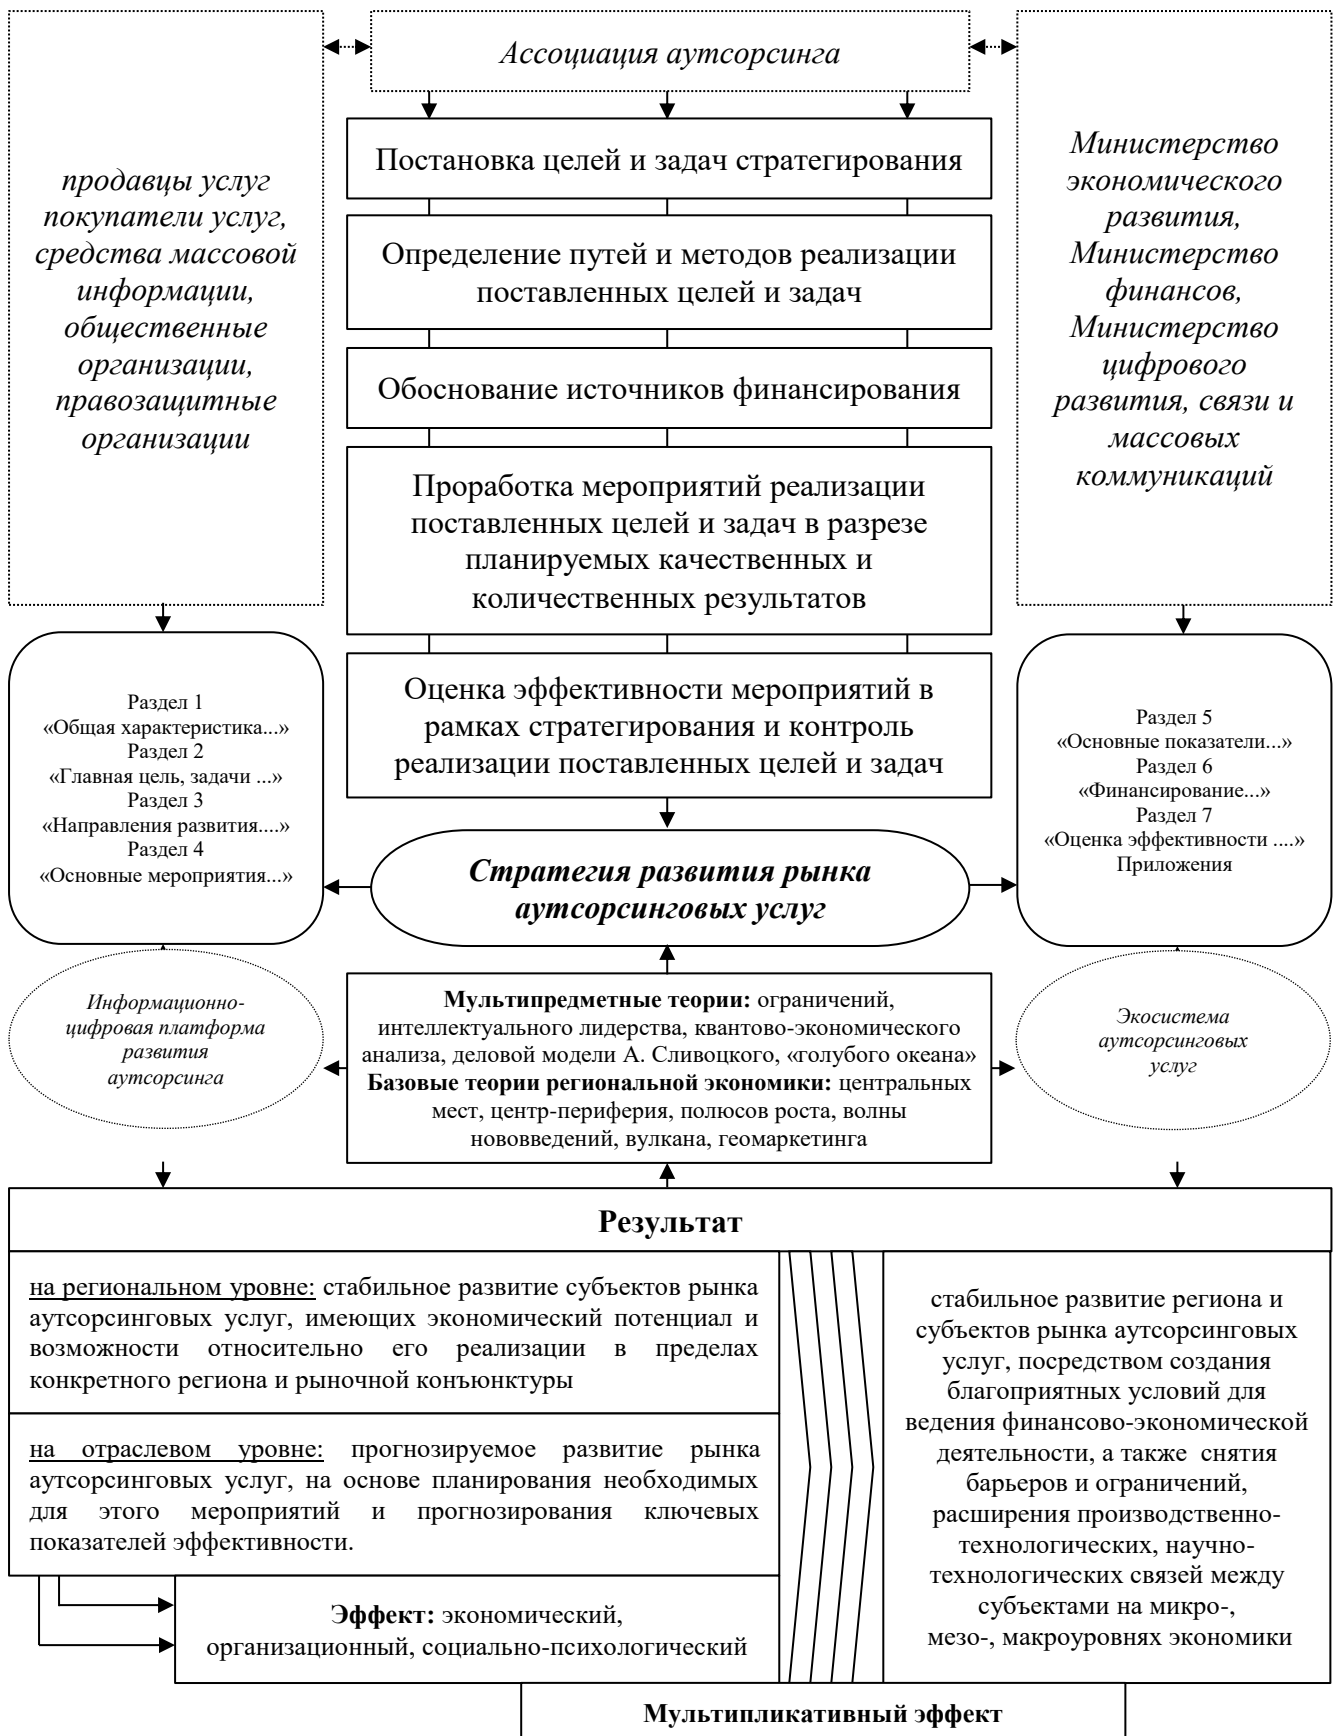 Ассоциация аутсорсинга
продавцы услуг
покупатели услуг,
средства массовой
информации,
общественные
организации,
правозащитные
организации
Постановка целей и задач стратегирования
Определение путей и методов реализации
поставленных целей и задач
Обоснование источников финансирования
Проработка мероприятий реализации
поставленных целей и задач в разрезе
планируемых качественных и
количественных результатов
Оценка эффективности мероприятий в
рамках стратегирования и контроль
реализации поставленных целей и задач
Министерство
экономического
развития,
Министерство
финансов,
Министерство
цифрового
развития, связи и
массовых
коммуникаций
Раздел 1
«Общая характеристика...»
Раздел 2
«Главная цель, задачи ...»
Раздел 3
«Направления развития....»
Раздел 4
«Основные мероприятия...»
Стратегия развития рынка
аутсорсинговых услуг
Раздел 5
«Основные показатели...»
Раздел 6
«Финансирование...»
Раздел 7
«Оценка эффективности ....»
Приложения
Информационно-
цифровая платформа
развития
аутсорсинга
Мультипредметные теории: ограничений,
интеллектуального лидерства, квантово-экономического
анализа, деловой модели А. Сливоцкого, «голубого океана»
Базовые теории региональной экономики: центральных
мест, центр-периферия, полюсов роста, волны
нововведений, вулкана, геомаркетинга
Экосистема
аутсорсинговых
услуг
Результат
на региональном уровне: стабильное развитие субъектов рынка
аутсорсинговых услуг, имеющих экономический потенциал и
возможности относительно его реализации в пределах
конкретного региона и рыночной конъюнктуры
на отраслевом уровне: прогнозируемое развитие рынка
аутсорсинговых услуг, на основе планирования необходимых
для этого мероприятий и прогнозирования ключевых
показателей эффективности.
Эффект: экономический,
организационный, социально-психологический
стабильное развитие региона и
субъектов рынка аутсорсинговых
услуг, посредством создания
благоприятных условий для
ведения финансово-экономической
деятельности, а также снятия
барьеров и ограничений,
расширения производственно-
технологических, научно-
технологических связей между
субъектами на микро-,
мезо-, макроуровнях экономики
Мультипликативный эффект